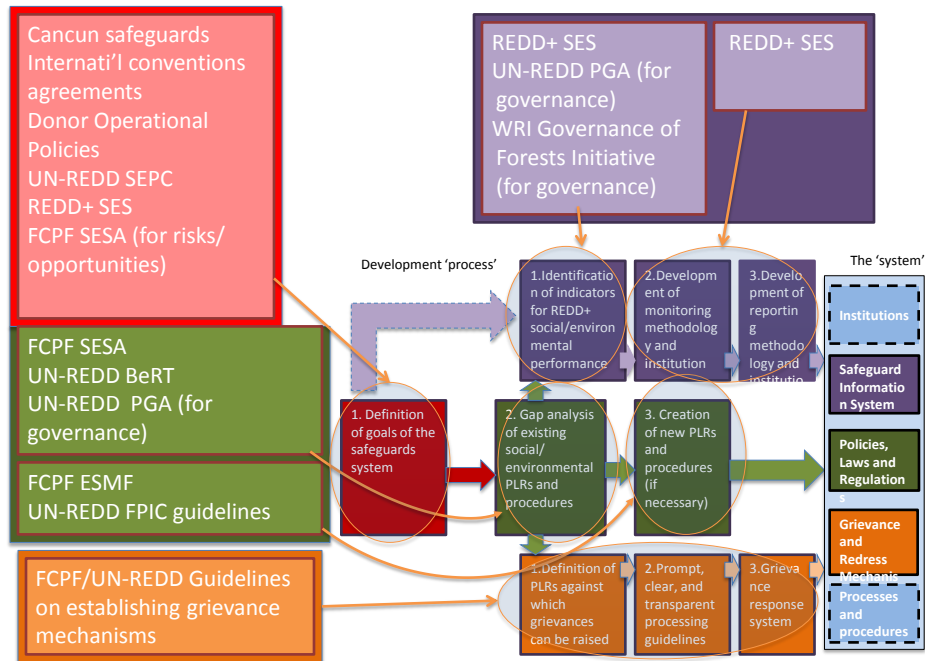 Cancun safeguards
Internati'l conventions
agreements
Donor Operational
Policies
UN-REDD SEPC
REDD+ SES
FCPF SESA (for risks/
opportunities)
FCPF SESA
UN-REDD BeRT
UN-REDD  PGA (for
governance)
FCPF ESMF
UN-REDD FPIC guidelines
FCPF/UN-REDD Guidelines
on establishing grievance
mechanisms
REDD+ SES
UN-REDD PGA (for
governance)
WRI Governance of
Forests Initiative
(for governance)
REDD+ SES
Development 'process'
The 'system'
1.Identificatio
n of indicators
for REDD+
social/environ
mental
performance
2.Developm
ent of
monitoring
methodolog
y and
institution
3.Develop
ment of
reporting
methodolo
gy and
institutio
1. Definition
of goals of the
safeguards
system
2. Gap analysis
of existing
social/
environmental
PLRs and
procedures
3. Creation
of new PLRs
and
procedures
(if
necessary)
1.Definition of
PLRs against
which
grievances
can be raised
2.Prompt,
clear, and
transparent
processing
guidelines
3.Grieva
nce
response
system
Institutions
Safeguard
Informatio
n System
Policies,
Laws and
Regulation
s
Grievance
and
Redress
Mechanis
Processes and
procedures